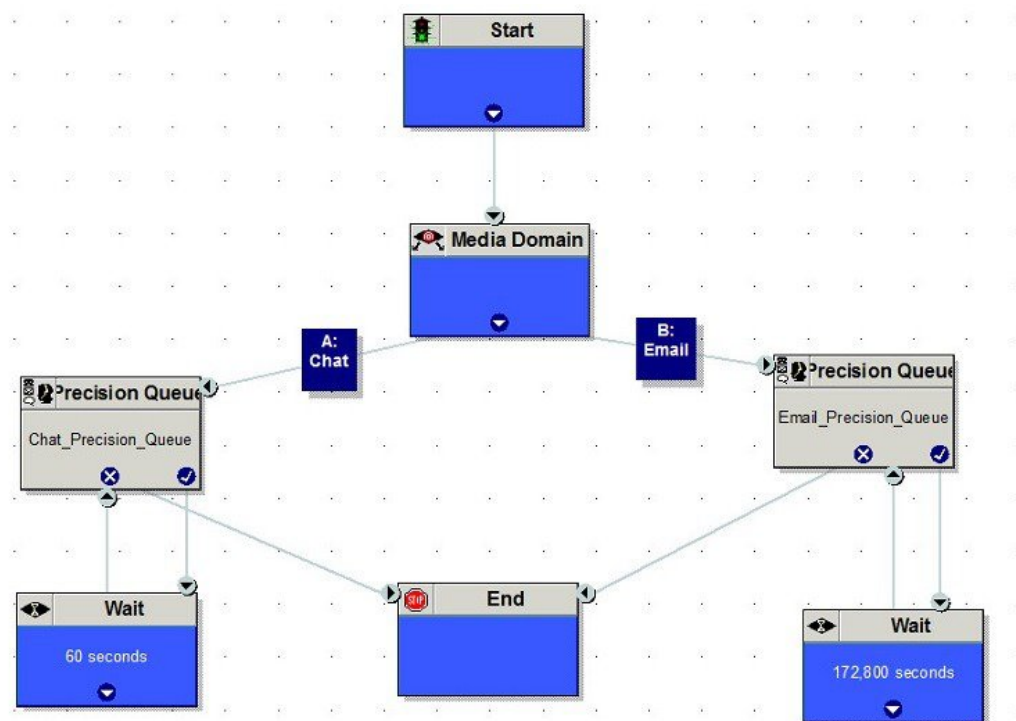 Start
Media Domain
A:
Chat
B:
Email
Precision Queue
Chat_Precision_Queue
Precision Queue
Email_Precision_Queue
Wait
60 seconds
STOP
End
Wait
172,800 seconds